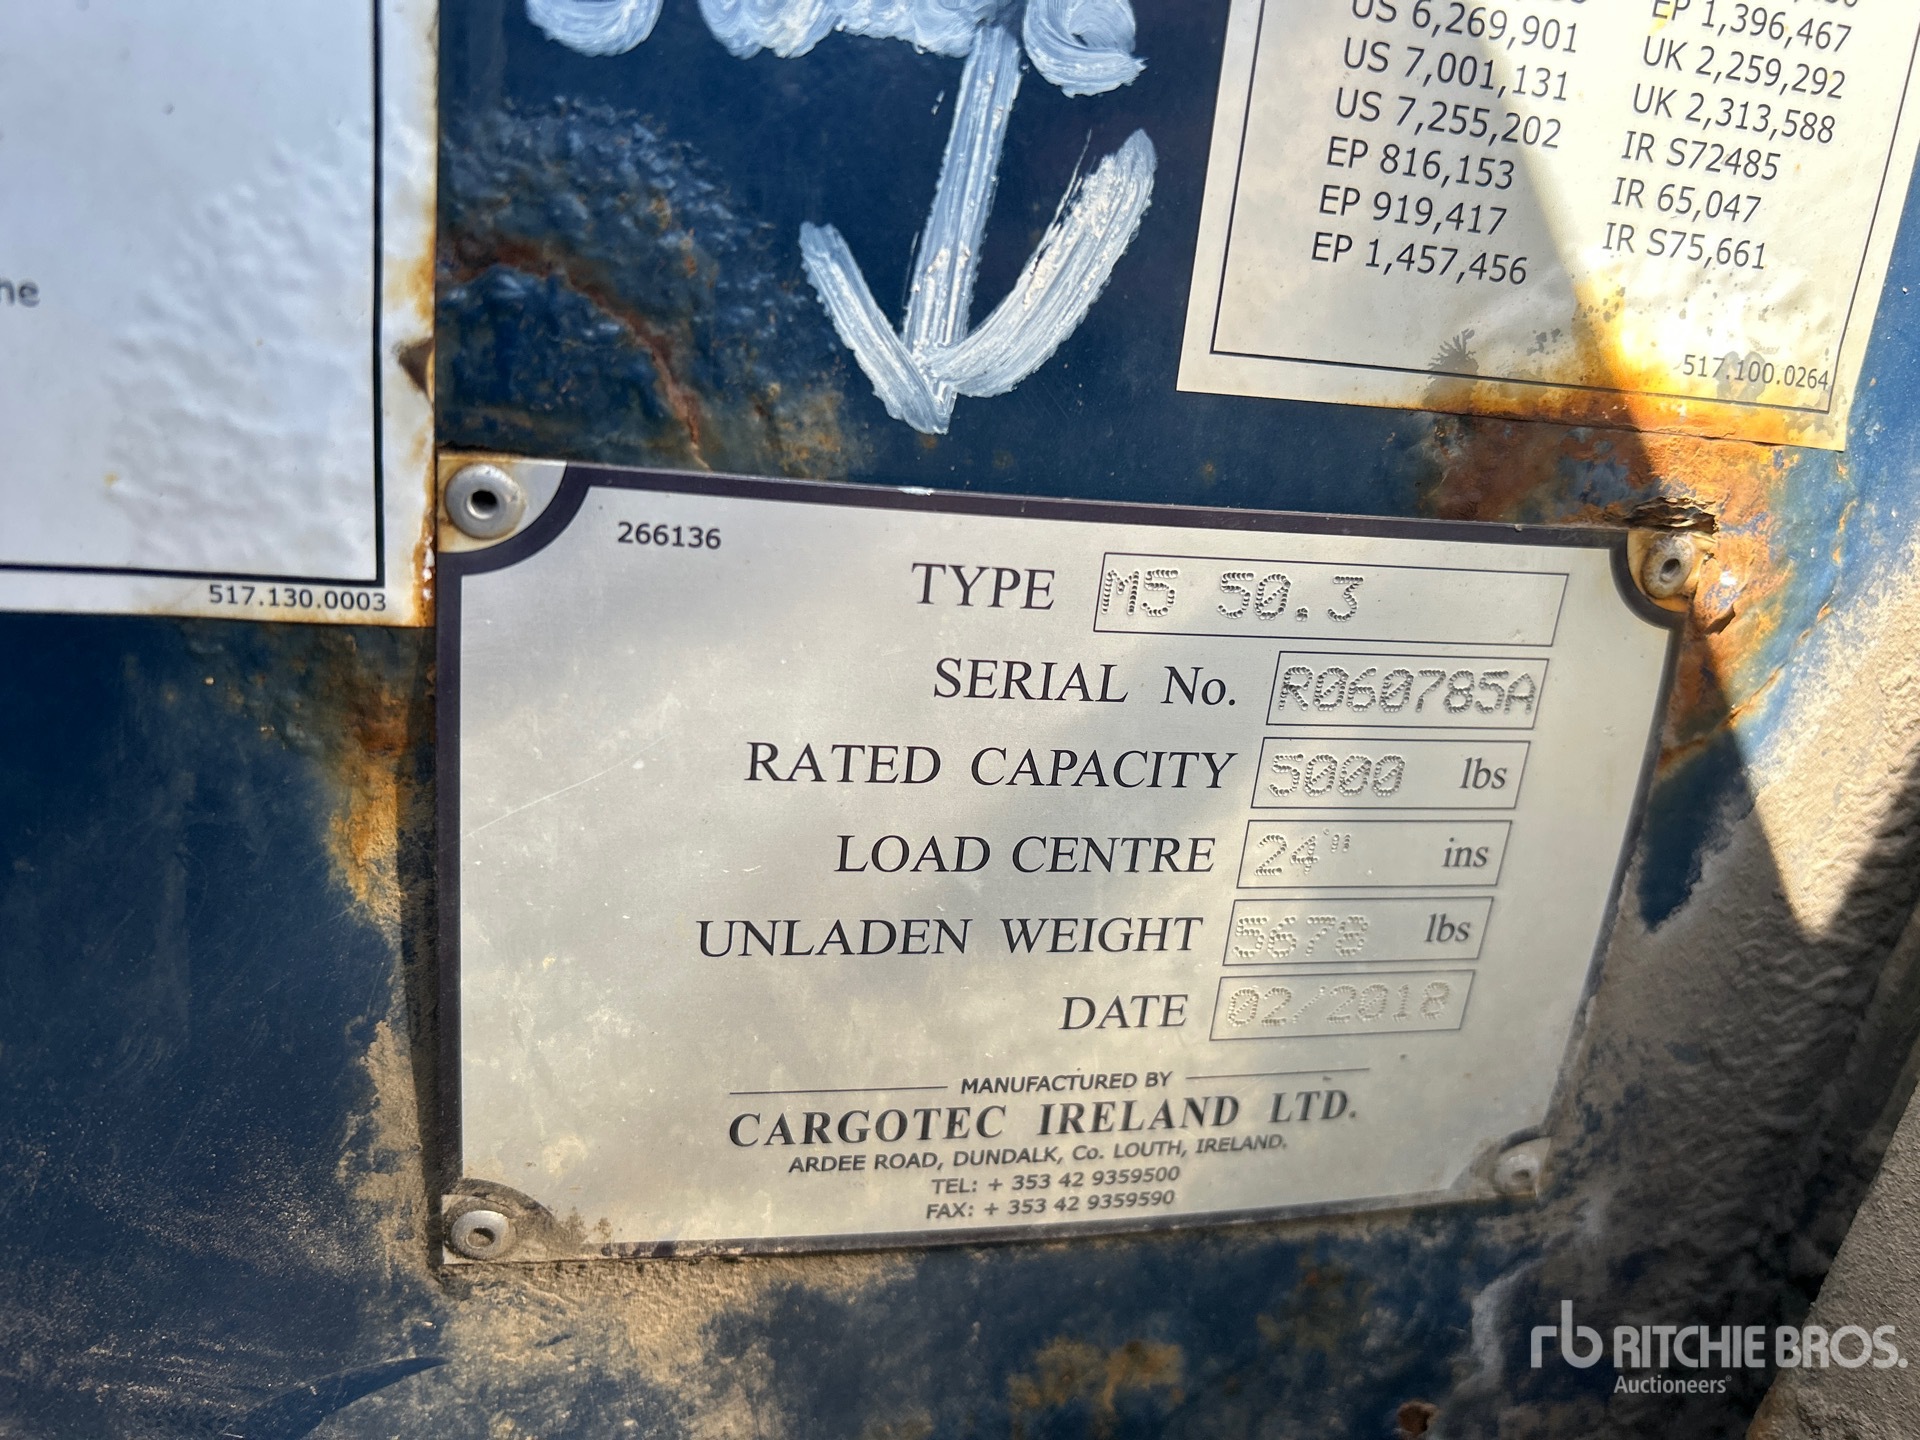 US 6,269,901
US 7,001,131
US 7,255,202
EP 816,153
EP 919,417
EP 1,457,456
EP 1,396,467
UK 2,259,292
UK 2,313,588
IR S72485
IR 65,047
IR S75,661
517.100.0264
517.130.0003
266136
TYPE M5 50.3
SERIAL No. R060785A
RATED CAPACITY 5000 lbs
LOAD CENTRE 24" ins
UNLADEN WEIGHT 5678 lbs
DATE 02/2018
MANUFACTURED BY
CARGOTEC IRELAND LTD.
ARDEE ROAD, DUNDALK, Co. LOUTH, IRELAND.
TEL: + 353 42 9359500
FAX: + 353 42 9359590
rb RITCHIE BROS.
Auctioneers